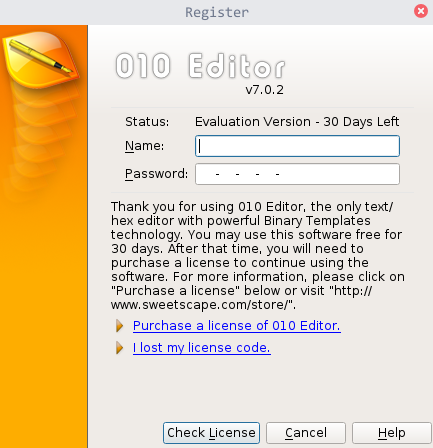 Register
010 Editor
v7.0.2
Status: Evaluation Version - 30 Days Left
Name:
Password: - - - -
Thank you for using 010 Editor, the only text/
hex editor with powerful Binary Templates
technology. You may use this software free for
30 days. After that time, you will need to
purchase a license to continue using the
software. For more information, please click on
"Purchase a license" below or visit "http://
www.sweetscape.com/store/".
Purchase a license of 010 Editor.
I lost my license code.
Check License Cancel Help